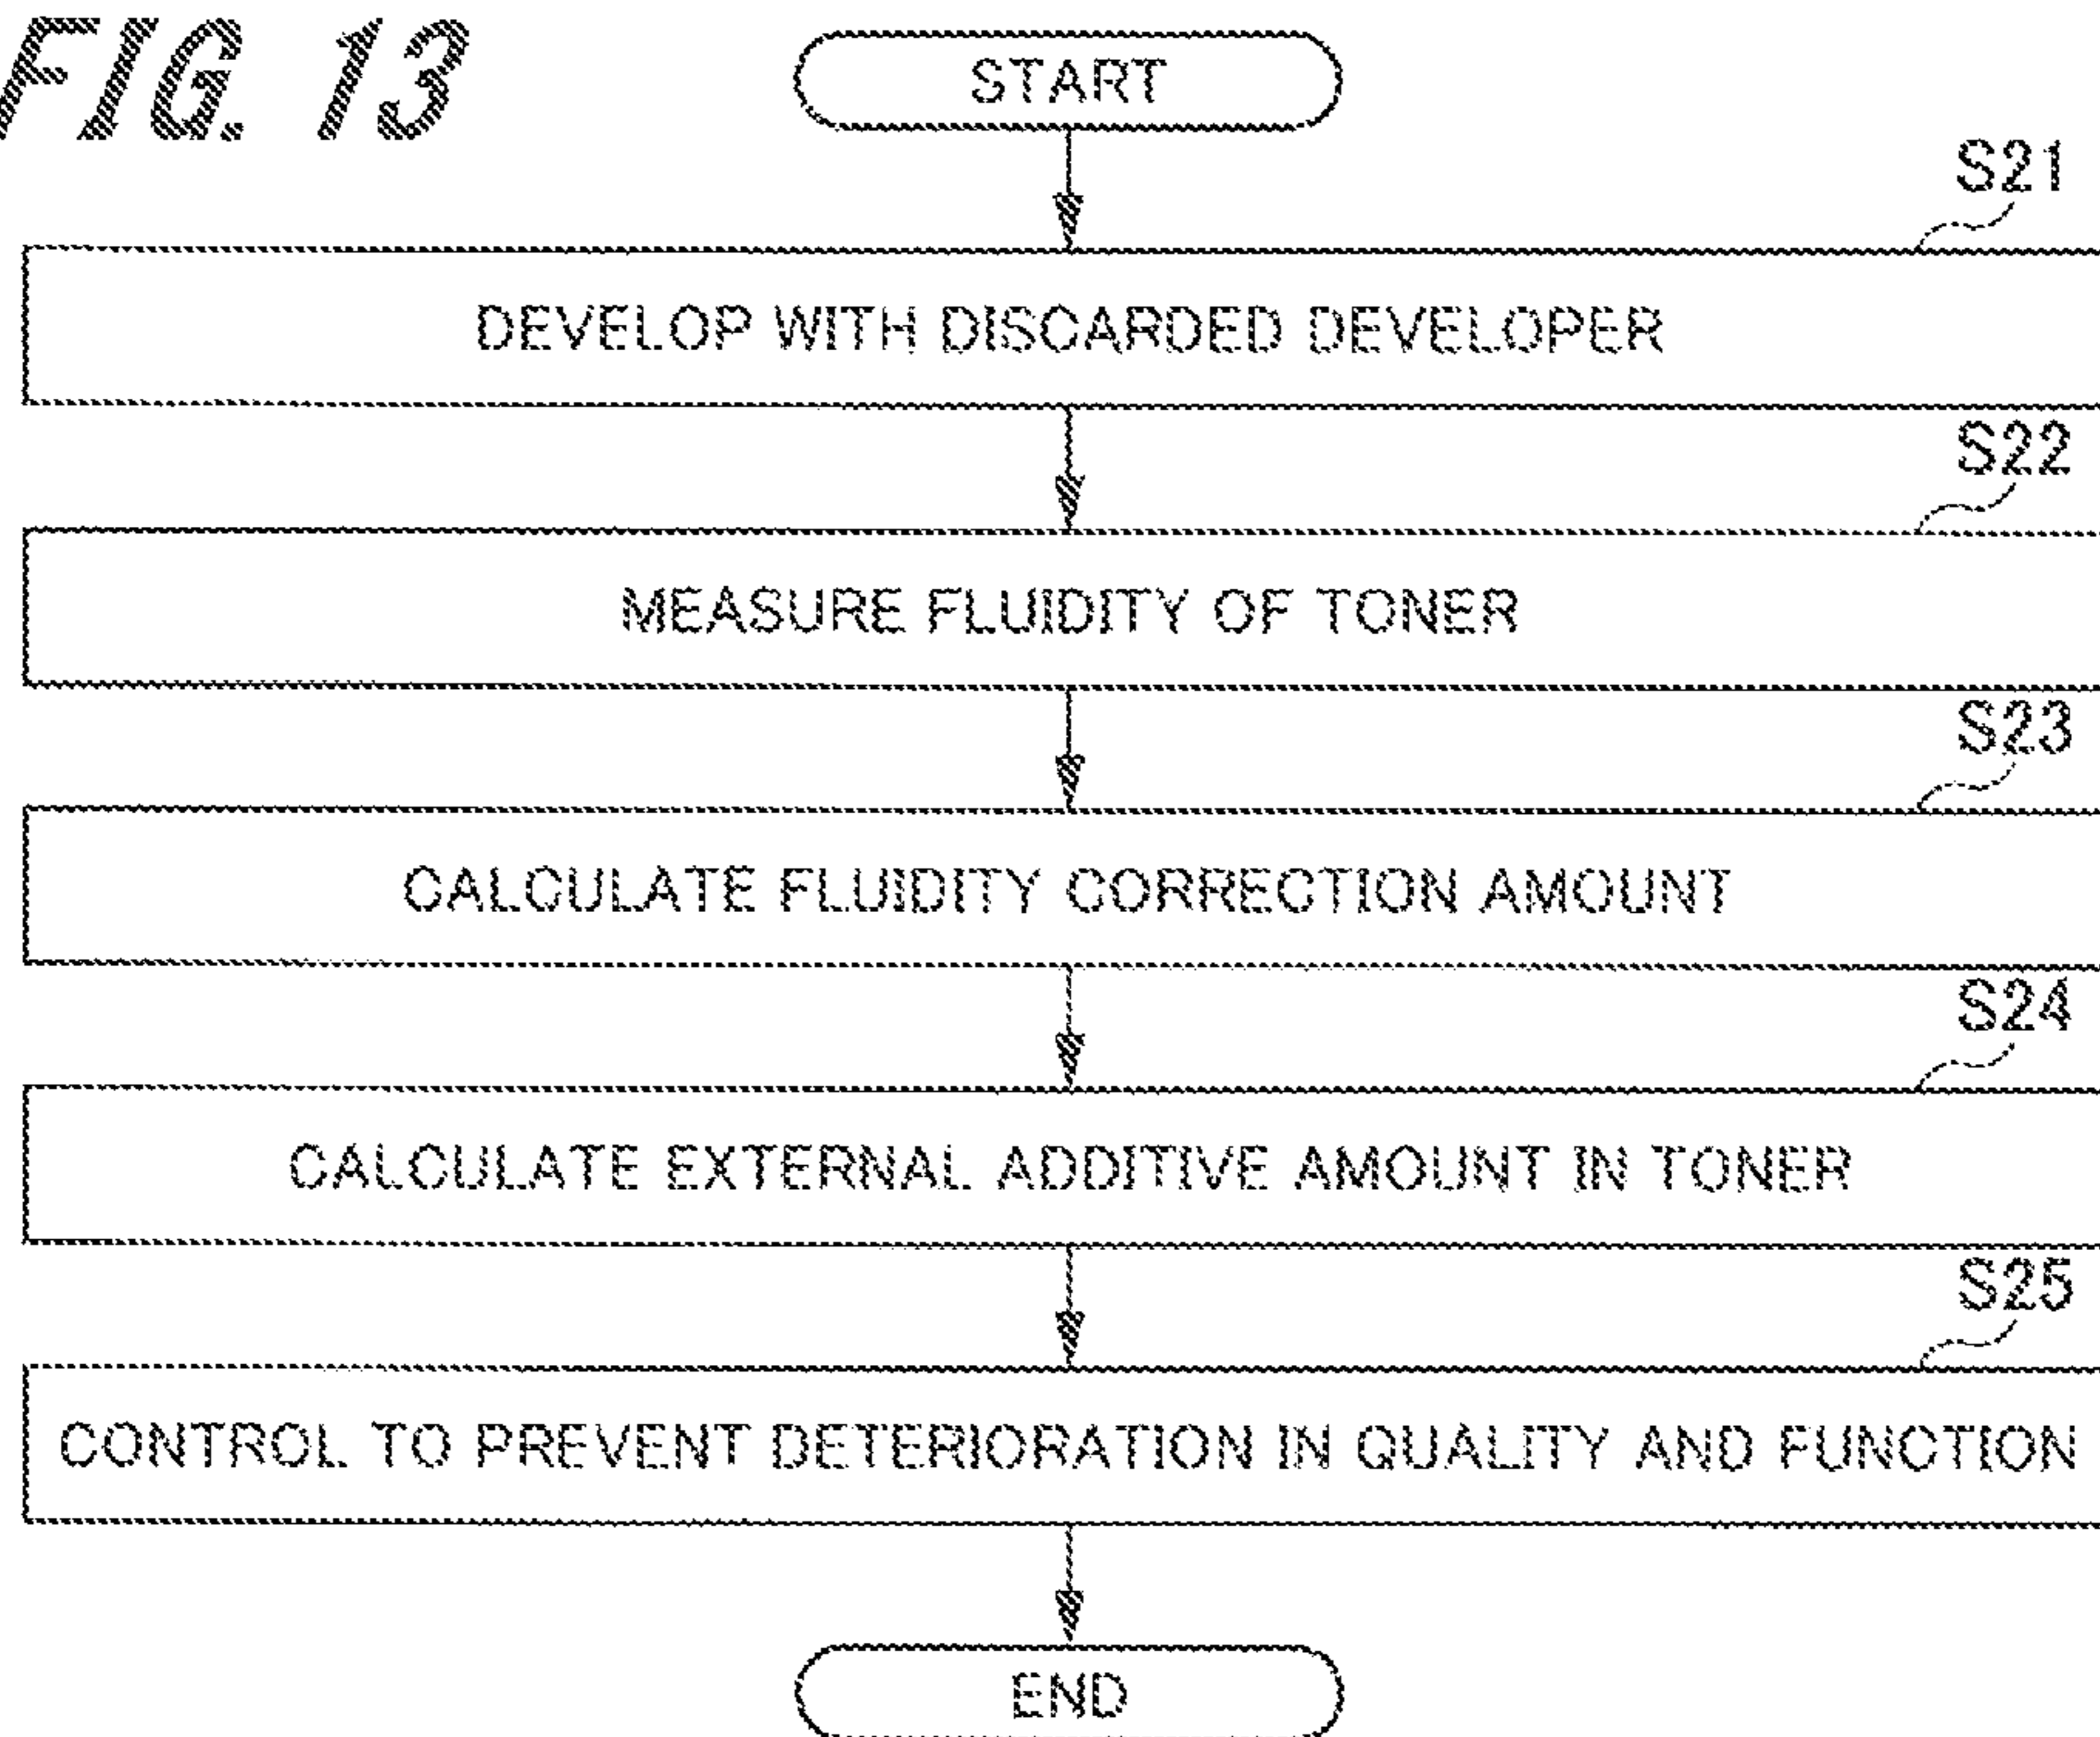 FIG. 13
START
S21
DEVELOP WITH DISCARDED DEVELOPER
S22
MEASURE FLUIDITY OF TONER
S23
CALCULATE FLUIDITY CORRECTION AMOUNT
S24
CALCULATE EXTERNAL ADDITIVE AMOUNT IN TONER
S25
CONTROL TO PREVENT DETERIORATION IN QUALITY AND FUNCTION
END